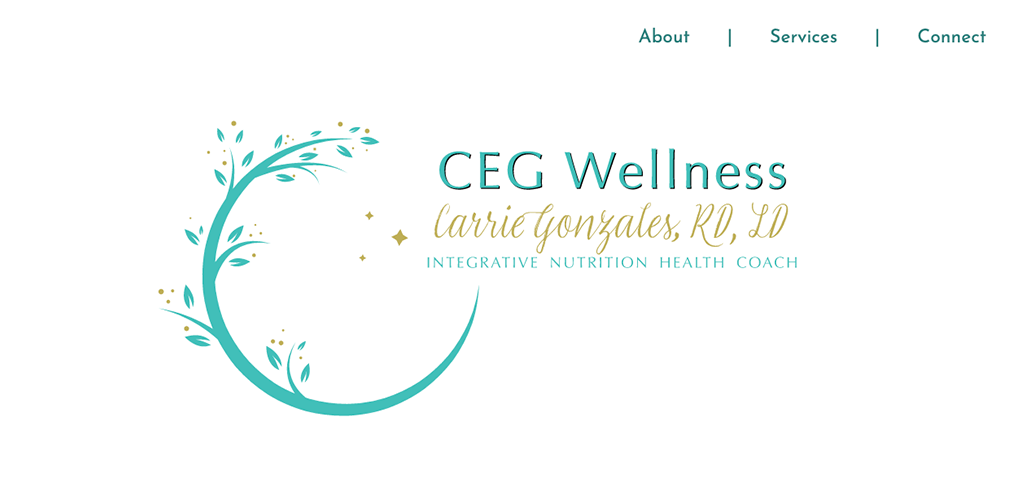 About | Services | Connect
CEG Wellness
Carrie Gonzales, RD, LD
INTEGRATIVE NUTRITION HEALTH COACH